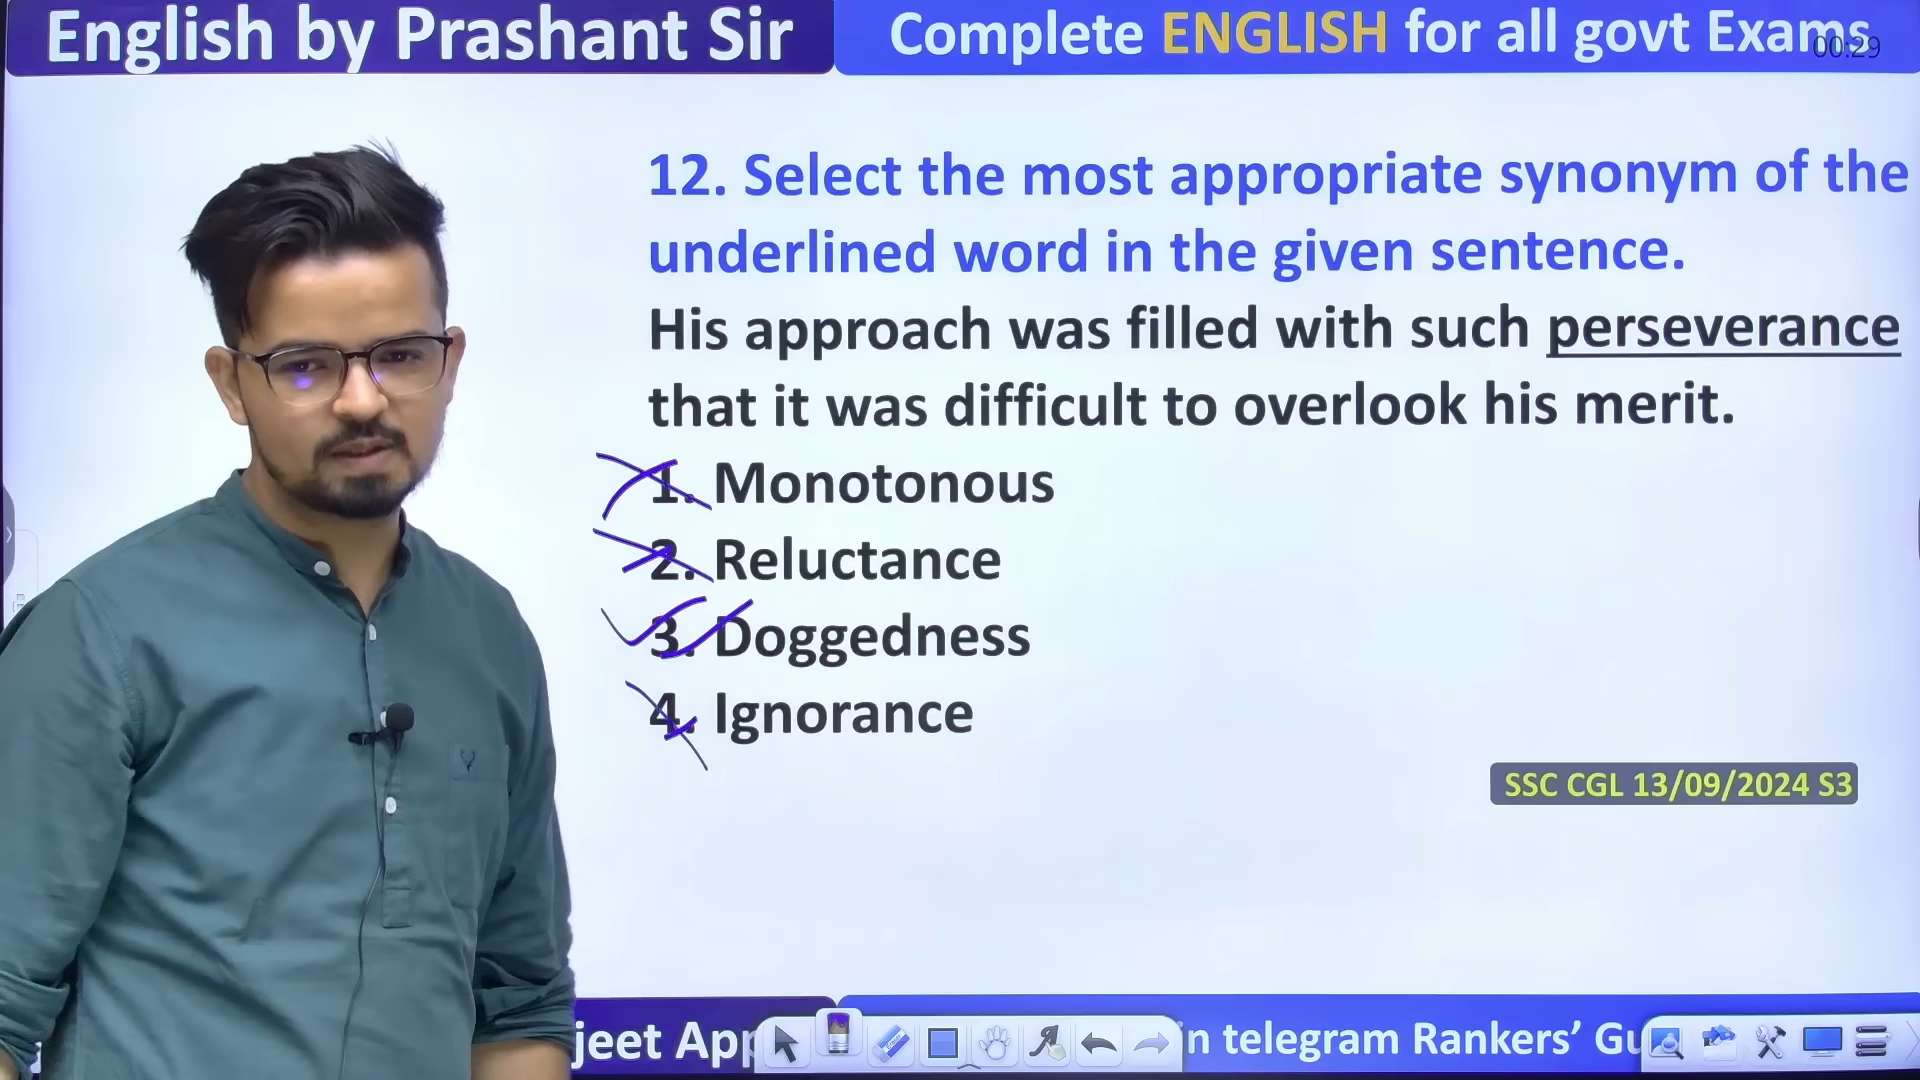 English by Prashant Sir
Complete ENGLISH for all govt Exams
00:29
12. Select the most appropriate synonym of the
underlined word in the given sentence.
His approach was filled with such perseverance
that it was difficult to overlook his merit.
1. Monotonous
2. Reluctance
3. Doggedness
4. Ignorance
SSC CGL 13/09/2024 S3
jeet App
in telegram Rankers’ Gu